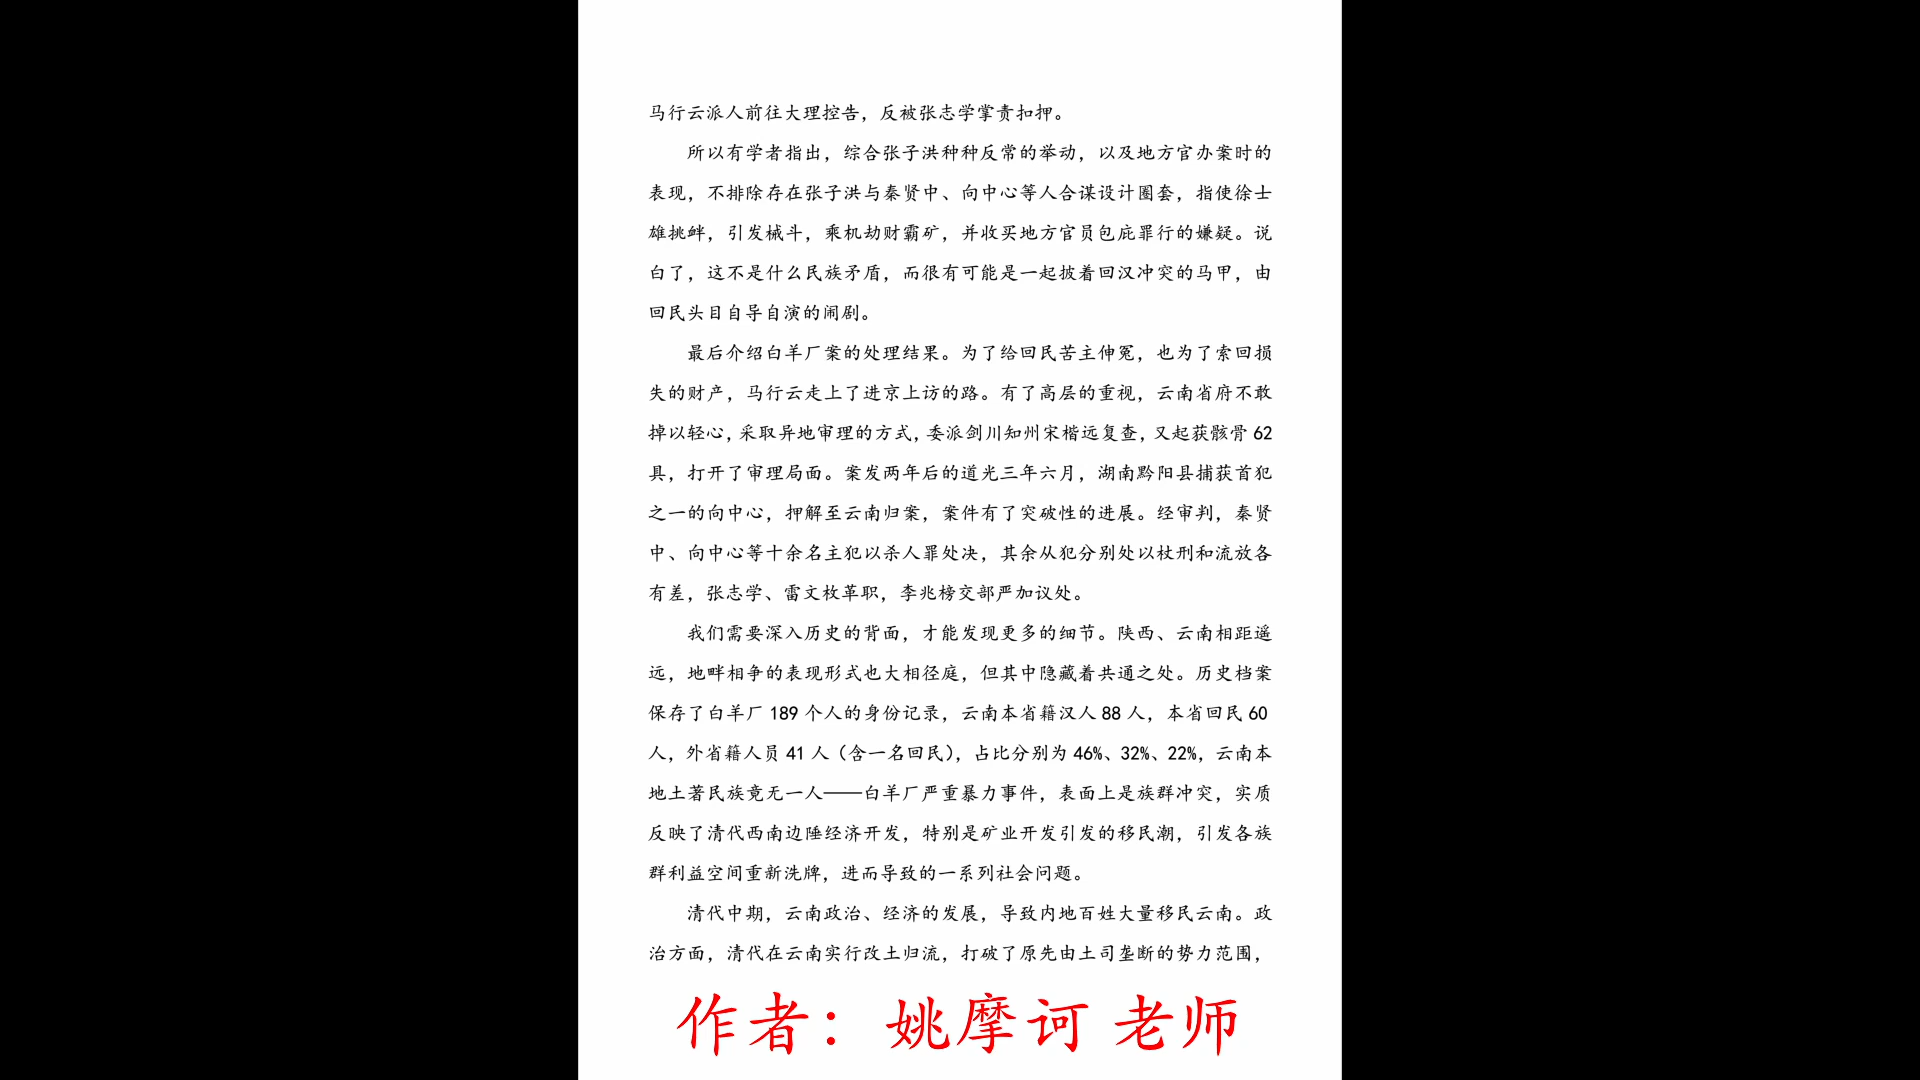 马行云派人前往大理控告，反被张志学掌责扣押。
所以有学者指出，综合张子洪种种反常的举动，以及地方官办案时的
表现，不排除存在张子洪与秦贤中、向中心等人合谋设计圈套，指使徐士
雄挑衅，引发械斗，乘机劫财霸矿，并收买地方官员包庇罪行的嫌疑。说
白了，这不是什么民族矛盾，而很有可能是一起披着回汉冲突的马甲，由
回民头目自导自演的闹剧。
最后介绍白羊厂案的处理结果。为了给回民苦主伸冤，也为了索回损
失的财产，马行云走上了进京上访的路。有了高层的重视，云南省府不敢
掉以轻心，采取异地审理的方式，委派剑川知州宋楷远复查，又起获骸骨 62
具，打开了审理局面。案发两年后的道光三年六月，湖南黔阳县捕获首犯
之一的向中心，押解至云南归案，案件有了突破性的进展。经审判，秦贤
中、向中心等十余名主犯以杀人罪处决，其余从犯分别处以杖刑和流放各
有差，张志学、雷文枚革职，李兆榜交部严加议处。
我们需要深入历史的背面，才能发现更多的细节。陕西、云南相距遥
远，地畔相争的表现形式也大相径庭，但其中隐藏着共通之处。历史档案
保存了白羊厂 189 个人的身份记录，云南本省籍汉人 88 人，本省回民 60
人，外省籍人员 41 人（含一名回民），占比分别为 46%、32%、22%，云南本
地土著民族竟无一人——白羊厂严重暴力事件，表面上是族群冲突，实质
反映了清代西南边陲经济开发，特别是矿业开发引发的移民潮，引发各族
群利益空间重新洗牌，进而导致的一系列社会问题。
清代中期，云南政治、经济的发展，导致内地百姓大量移民云南。政
治方面，清代在云南实行改土归流，打破了原先由土司垄断的势力范围，
作者：姚摩诃 老师